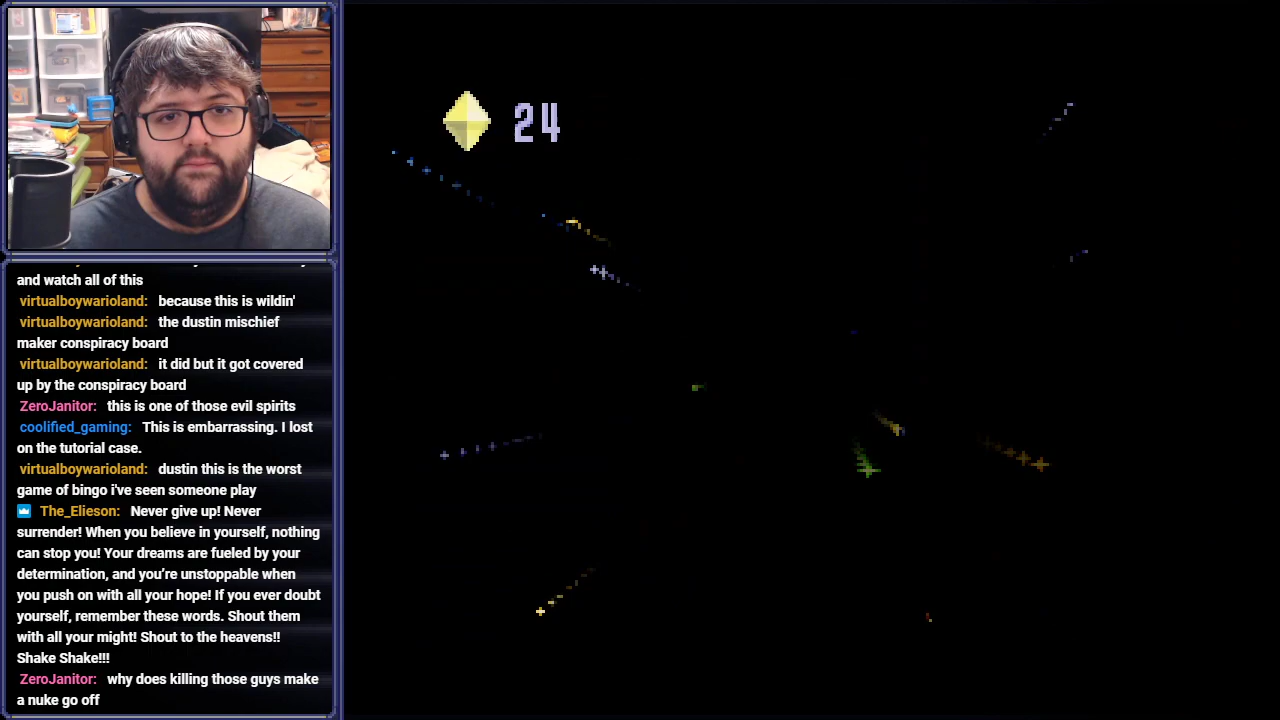 24
and watch all of this
virtualboywarioland: because this is wildin'
virtualboywarioland: the dustin mischief
maker conspiracy board
virtualboywarioland: it did but it got covered
up by the conspiracy board
ZeroJanitor: this is one of those evil spirits
coolified_gaming: This is embarrassing. I lost
on the tutorial case.
virtualboywarioland: dustin this is the worst
game of bingo i've seen someone play
The_Elieson: Never give up! Never
surrender! When you believe in yourself, nothing
can stop you! Your dreams are fueled by your
determination, and you’re unstoppable when
you push on with all your hope! If you ever doubt
yourself, remember these words. Shout them
with all your might! Shout to the heavens!!
Shake Shake!!!
ZeroJanitor: why does killing those guys make
a nuke go off